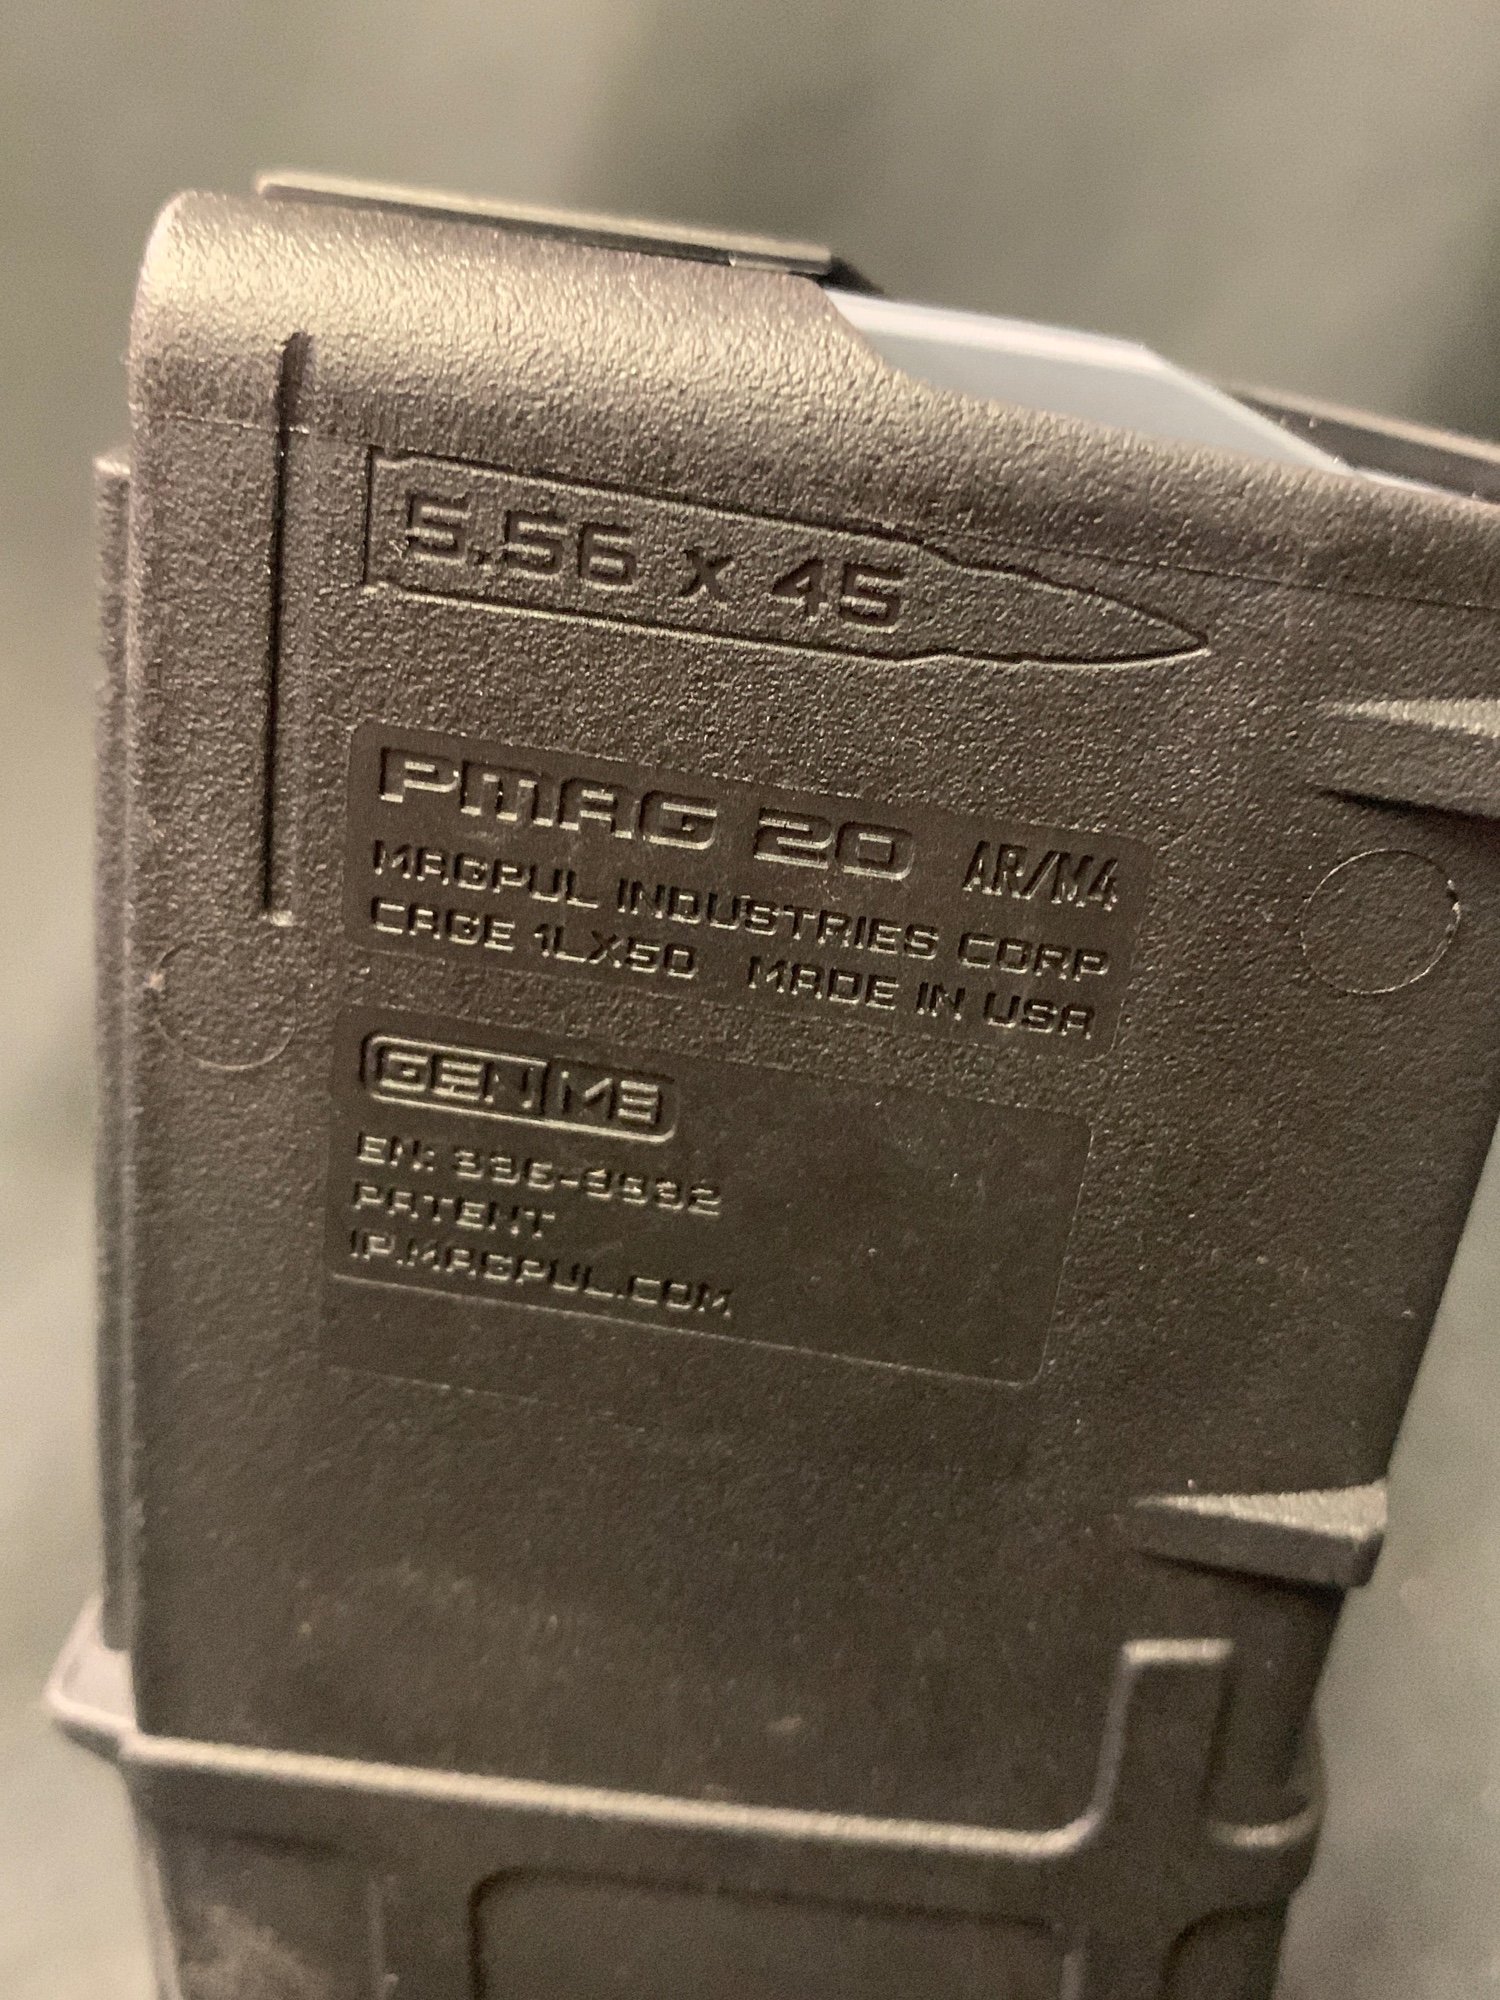 5.56 x 45
PMAG 20 AR/M4
MAGPUL INDUSTRIES CORP
CAGE 1LX50 MADE IN USA
GEN M3
EN:
PATENT
IP.MAGPUL.COM